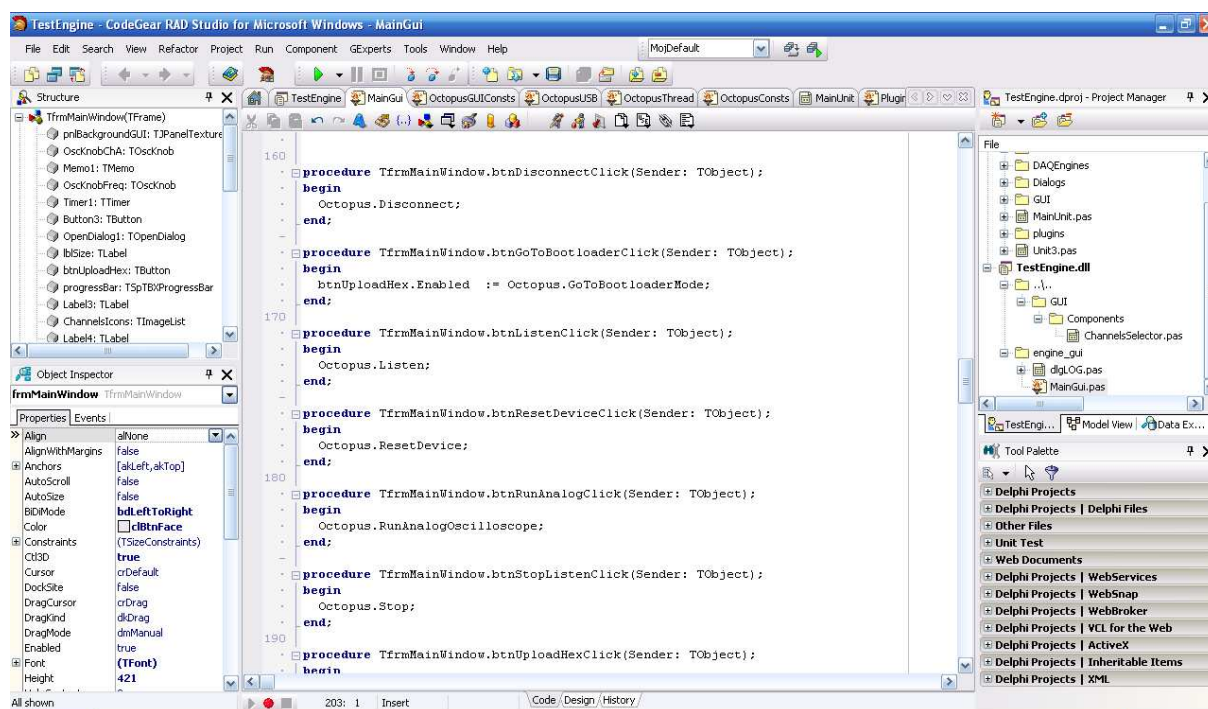 TestEngine - CodeGear RAD Studio for Microsoft Windows - MainGui
File Edit Search View Refactor Project Run Component GExperts Tools Window Help
MojDefault
Structure
TfrmMainWindow(TFrame)
pnlBackgroundGUI: TJPanelTexture
OscKnobChA: TOscKnob
Memo1: TMemo
OscKnobFreq: TOscKnob
Timer1: TTimer
Button3: TButton
OpenDialog1: TOpenDialog
lblSize: TLabel
btnUploadHex: TButton
progressBar: TSpTBXProgressBar
Label3: TLabel
ChannelsIcons: TImageList
Label4: TLabel
Object Inspector
frmMainWindow TfrmMainWindow
Properties Events
Align alNone
AlignWithMargins false
Anchors [akLeft,akTop]
AutoScroll false
AutoSize false
BiDiMode bdLeftToRight
Color clBtnFace
Constraints (TSizeConstraints)
Ctl3D true
Cursor crDefault
DockSite false
DragCursor crDrag
DragKind dkDrag
DragMode dmManual
Enabled true
Font (TFont)
Height 421
All shown
TestEngine MainGui OctopusGUIConsts OctopusUSB OctopusThread OctopusConsts MainUnit Plugir
160
procedure TfrmMainWindow.btnDisconnectClick(Sender: TObject);
begin
Octopus.Disconnect;
end;
procedure TfrmMainWindow.btnGoToBootloaderClick(Sender: TObject);
begin
btnUploadHex.Enabled := Octopus.GoToBootloaderMode;
end;
170
procedure TfrmMainWindow.btnListenClick(Sender: TObject);
begin
Octopus.Listen;
end;
procedure TfrmMainWindow.btnResetDeviceClick(Sender: TObject);
begin
Octopus.ResetDevice;
end;
180
procedure TfrmMainWindow.btnRunAnalogClick(Sender: TObject);
begin
Octopus.RunAnalogOscilloscope;
end;
procedure TfrmMainWindow.btnStopListenClick(Sender: TObject);
begin
Octopus.Stop;
end;
190
procedure TfrmMainWindow.btnUploadHexClick(Sender: TObject);
begin
203: 1 Insert
Code Design History
TestEngine.dproj - Project Manager
File
DAQEngines
Dialogs
GUI
MainUnit.pas
plugins
Unit3.pas
TestEngine.dll
..\..
GUI
Components
ChannelsSelector.pas
engine_gui
dlgLOG.pas
MainGui.pas
TestEngi... Model View Data Ex...
Tool Palette
Delphi Projects
Delphi Projects | Delphi Files
Other Files
Unit Test
Web Documents
Delphi Projects | WebServices
Delphi Projects | WebSnap
Delphi Projects | WebBroker
Delphi Projects | VCL for the Web
Delphi Projects | ActiveX
Delphi Projects | Inheritable Items
Delphi Projects | XML